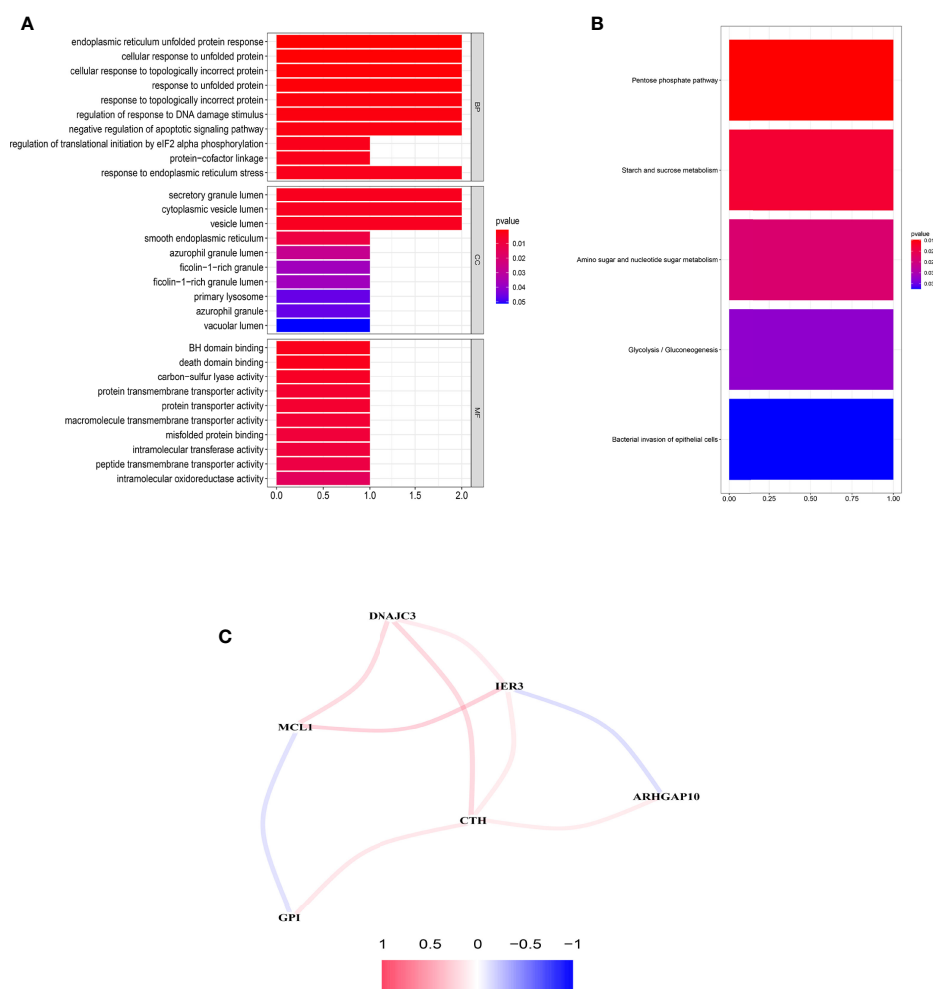 A
endoplasmic reticulum unfolded protein response
cellular response to unfolded protein
cellular response to topologically incorrect protein
response to unfolded protein
response to topologically incorrect protein
regulation of response to DNA damage stimulus
negative regulation of apoptotic signaling pathway
regulation of translational initiation by eIF2 alpha phosphorylation
protein-cofactor linkage
response to endoplasmic reticulum stress
BP
secretory granule lumen
cytoplasmic vesicle lumen
vesicle lumen
smooth endoplasmic reticulum
azurophil granule lumen
ficolin-1-rich granule
ficolin-1-rich granule lumen
primary lysosome
azurophil granule
vacuolar lumen
CC
BH domain binding
death domain binding
carbon-sulfur lyase activity
protein transmembrane transporter activity
protein transporter activity
macromolecule transmembrane transporter activity
misfolded protein binding
intramolecular transferase activity
peptide transmembrane transporter activity
intramolecular oxidoreductase activity
MF
0.0 0.5 1.0 1.5 2.0
pvalue
0.01
0.02
0.03
0.04
0.05
B
Pentose phosphate pathway
Starch and sucrose metabolism
Amino sugar and nucleotide sugar metabolism
Glycolysis / Gluconeogenesis
Bacterial invasion of epithelial cells
0.00 0.25 0.50 0.75 1.00
pvalue
0.01
0.02
0.02
0.03
C
DNAJC3
IER3
MCL1
ARHGAP10
CTH
GPI
1 0.5 0 −0.5 −1